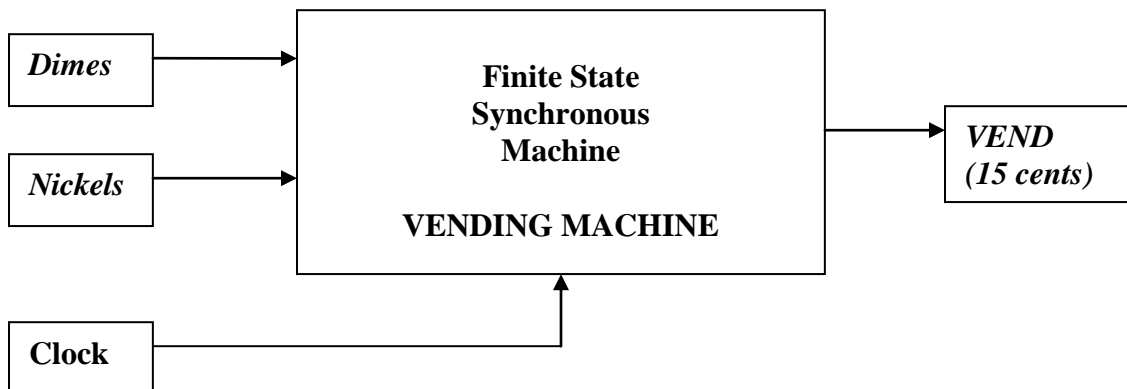 Dimes
Nickels
Clock
Finite State
Synchronous
Machine
VENDING MACHINE
VEND
(15 cents)